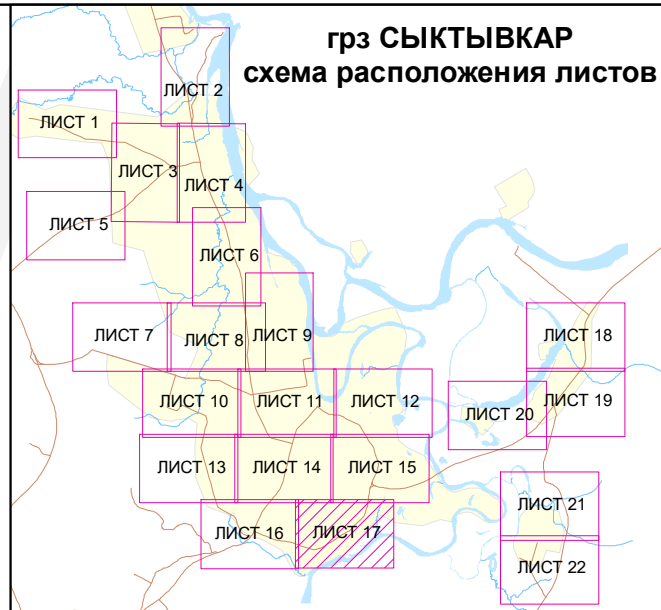 грз СЫКТЫВКАР
схема расположения листов
ЛИСТ 2
ЛИСТ 1
ЛИСТ 3
ЛИСТ 4
ЛИСТ 5
ЛИСТ 6
ЛИСТ 7
ЛИСТ 8
ЛИСТ 9
ЛИСТ 18
ЛИСТ 10
ЛИСТ 11
ЛИСТ 12
ЛИСТ 20
ЛИСТ 19
ЛИСТ 13
ЛИСТ 14
ЛИСТ 15
ЛИСТ 21
ЛИСТ 16
ЛИСТ 17
ЛИСТ 22